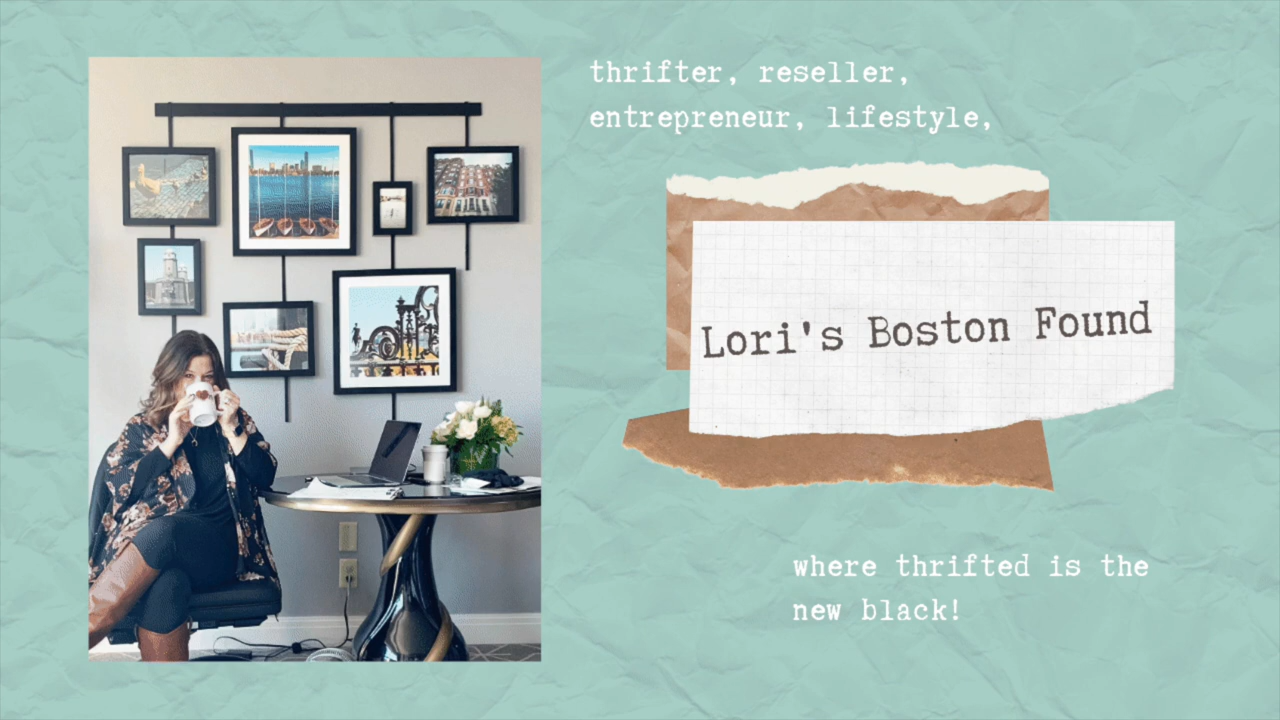 thrifter, reseller,
entrepreneur, lifestyle,
Lori's Boston Found
where thrifted is the
new black!